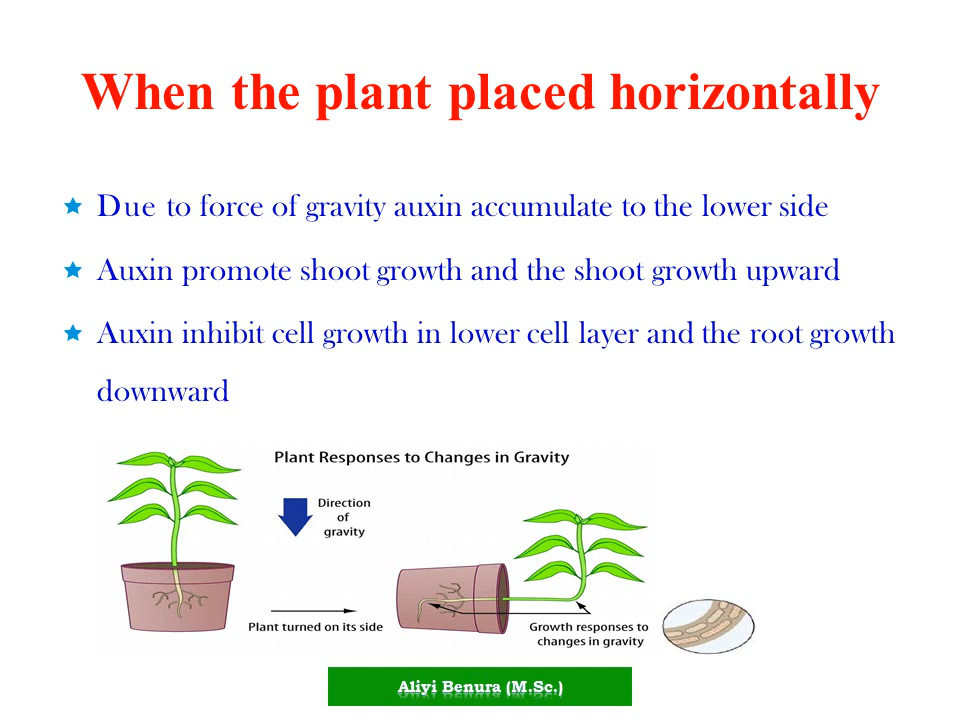 When the plant placed horizontally
Due to force of gravity auxin accumulate to the lower side
Auxin promote shoot growth and the shoot growth upward
Auxin inhibit cell growth in lower cell layer and the root growth
downward
Plant Responses to Changes in Gravity
Direction
of
gravity
Plant turned on its side
Growth responses to
changes in gravity
Aliyi Benura (M.Sc.)